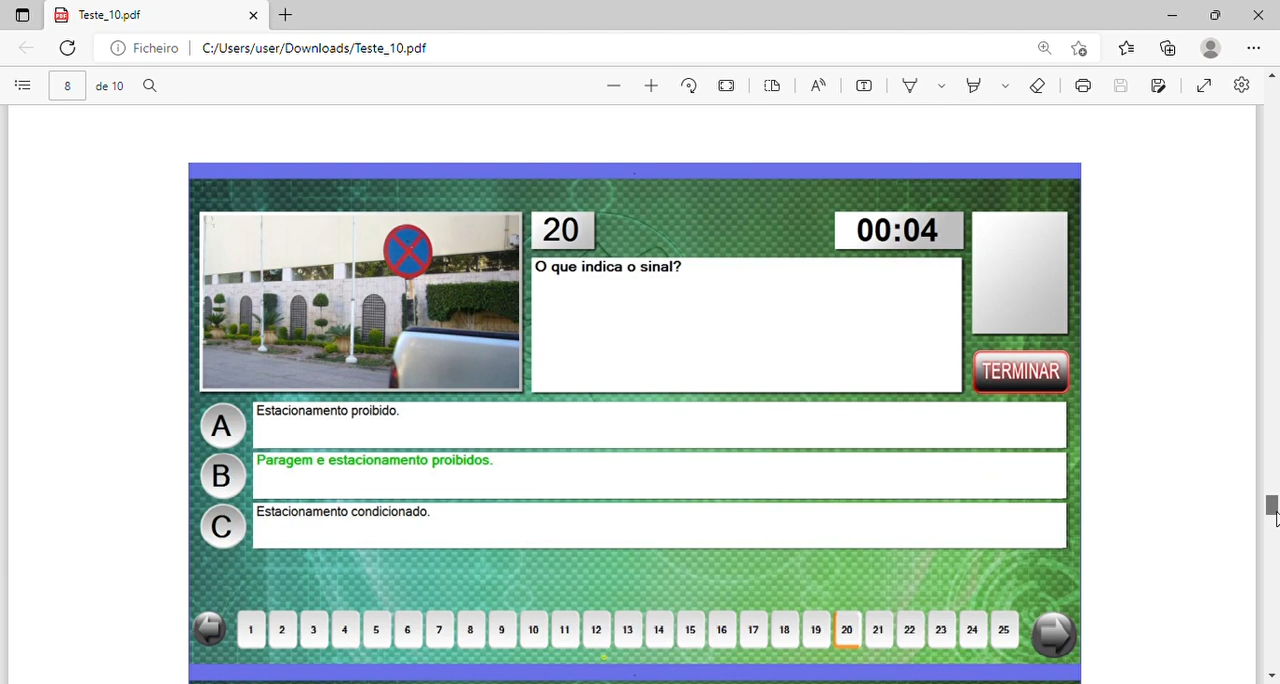 Teste_10.pdf
Ficheiro C:/Users/user/Downloads/Teste_10.pdf
8 de 10
20
00:04
O que indica o sinal?
TERMINAR
A Estacionamento proibido.
B Paragem e estacionamento proibidos.
C Estacionamento condicionado.
1 2 3 4 5 6 7 8 9 10 11 12 13 14 15 16 17 18 19 20 21 22 23 24 25